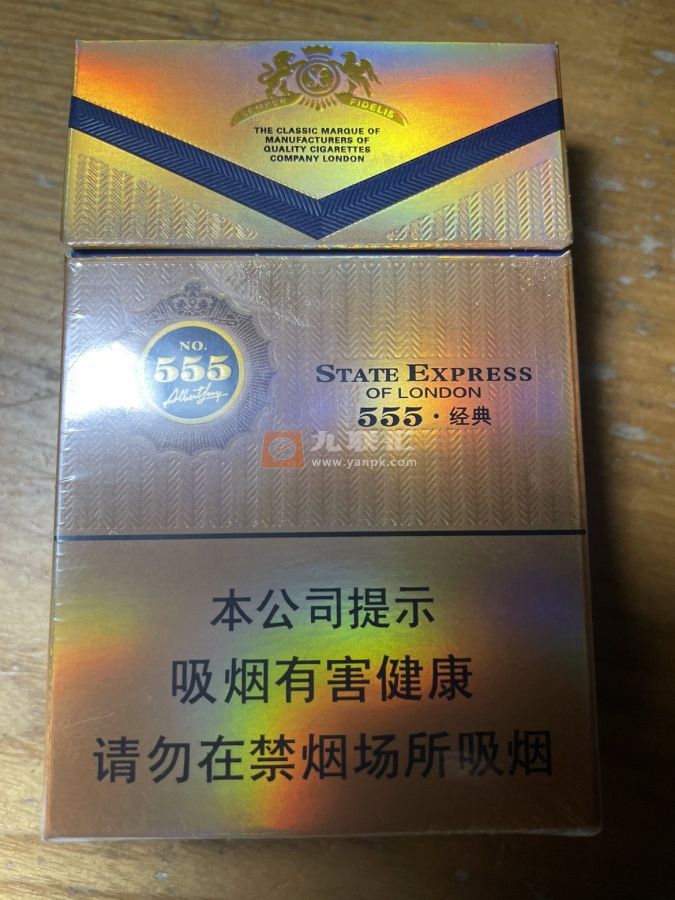 SEMPER FIDELIS
THE CLASSIC MARQUE OF
MANUFACTURERS OF
QUALITY CIGARETTES
COMPANY LONDON
NO.
555
STATE EXPRESS
OF LONDON
555·经典
www.yanpk.com
本公司提示
吸烟有害健康
请勿在禁烟场所吸烟